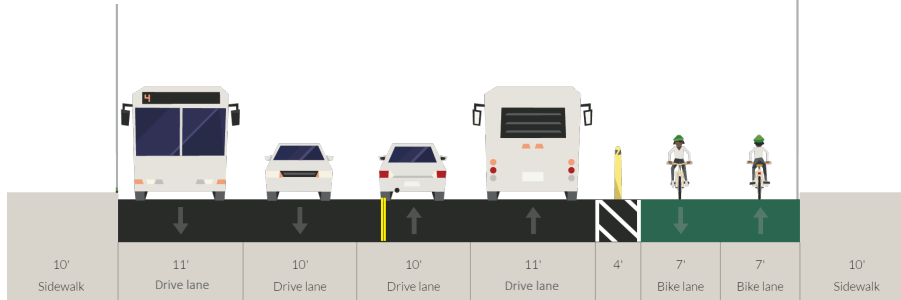 4
10'
11'
10'
10'
11'
4'
7'
7'
10'
Sidewalk
Drive lane
Drive lane
Drive lane
Drive lane
Bike lane
Bike lane
Sidewalk